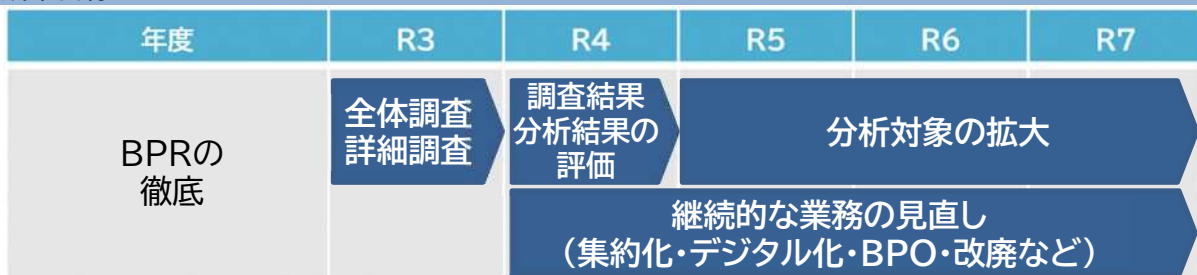 年度 R3 R4 R5 R6 R7
BPRの
徹底
全体調査
詳細調査
調査結果
分析結果の
評価
分析対象の拡大
継続的な業務の見直し
（集約化・デジタル化・BPO・改廃など）